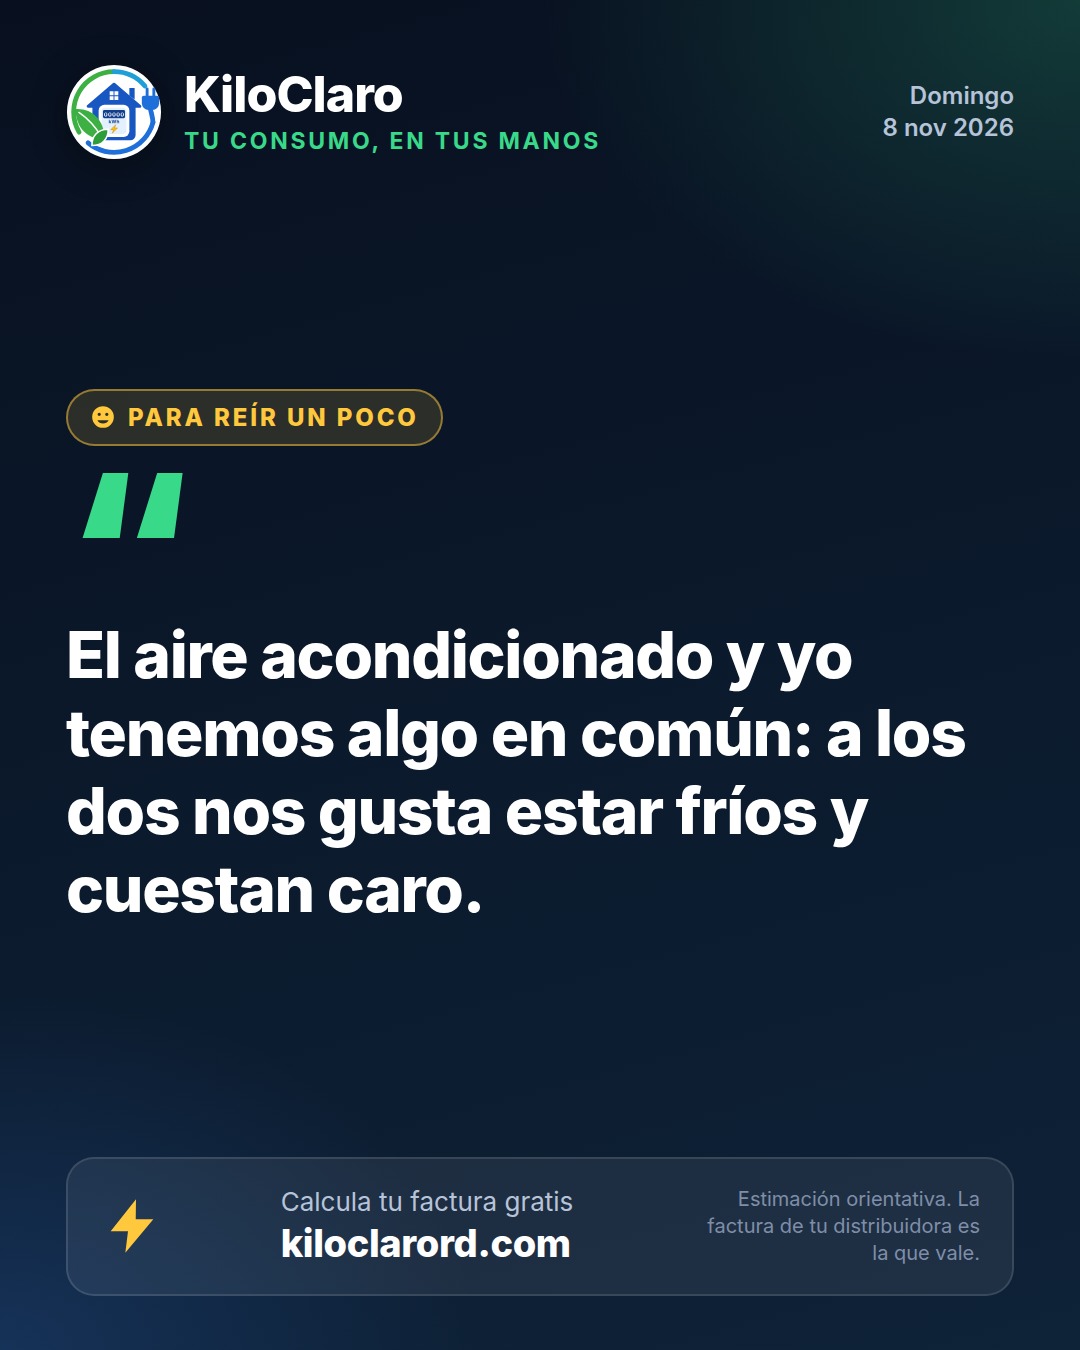 KiloClaro
TU CONSUMO, EN TUS MANOS
Domingo
8 nov 2026
PARA REÍR UN POCO
"
El aire acondicionado y yo
tenemos algo en común: a los
dos nos gusta estar fríos y
cuestan caro.
Calcula tu factura gratis
kiloclarord.com
Estimación orientativa. La
factura de tu distribuidora es
la que vale.